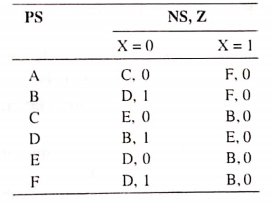 PS NS, Z
X = 0 X = 1
A C, 0 F, 0
B D, 1 F, 0
C E, 0 B, 0
D B, 1 E, 0
E D, 0 B, 0
F D, 1 B, 0